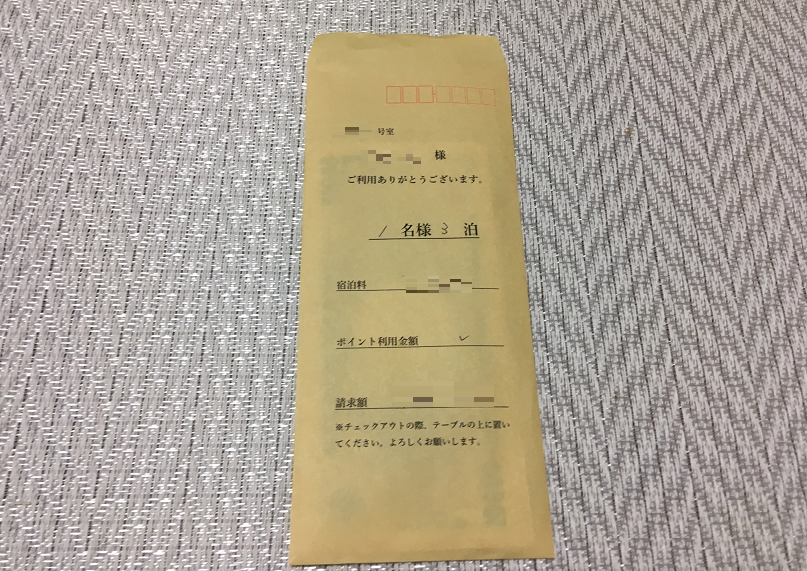 号室
様
ご利用ありがとうございます。
1 名様 3 泊
宿泊料
ポイント利用金額
請求額
※チェックアウトの際、テーブルの上に置い
てください。よろしくお願いします。